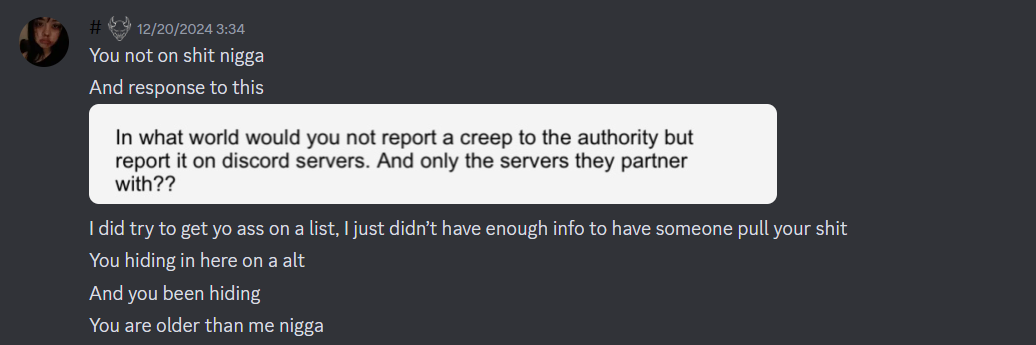 # 12/20/2024 3:34
You not on shit nigga
And response to this
In what world would you not report a creep to the authority but
report it on discord servers. And only the servers they partner
with??
I did try to get yo ass on a list, I just didn’t have enough info to have someone pull your shit
You hiding in here on a alt
And you been hiding
You are older than me nigga